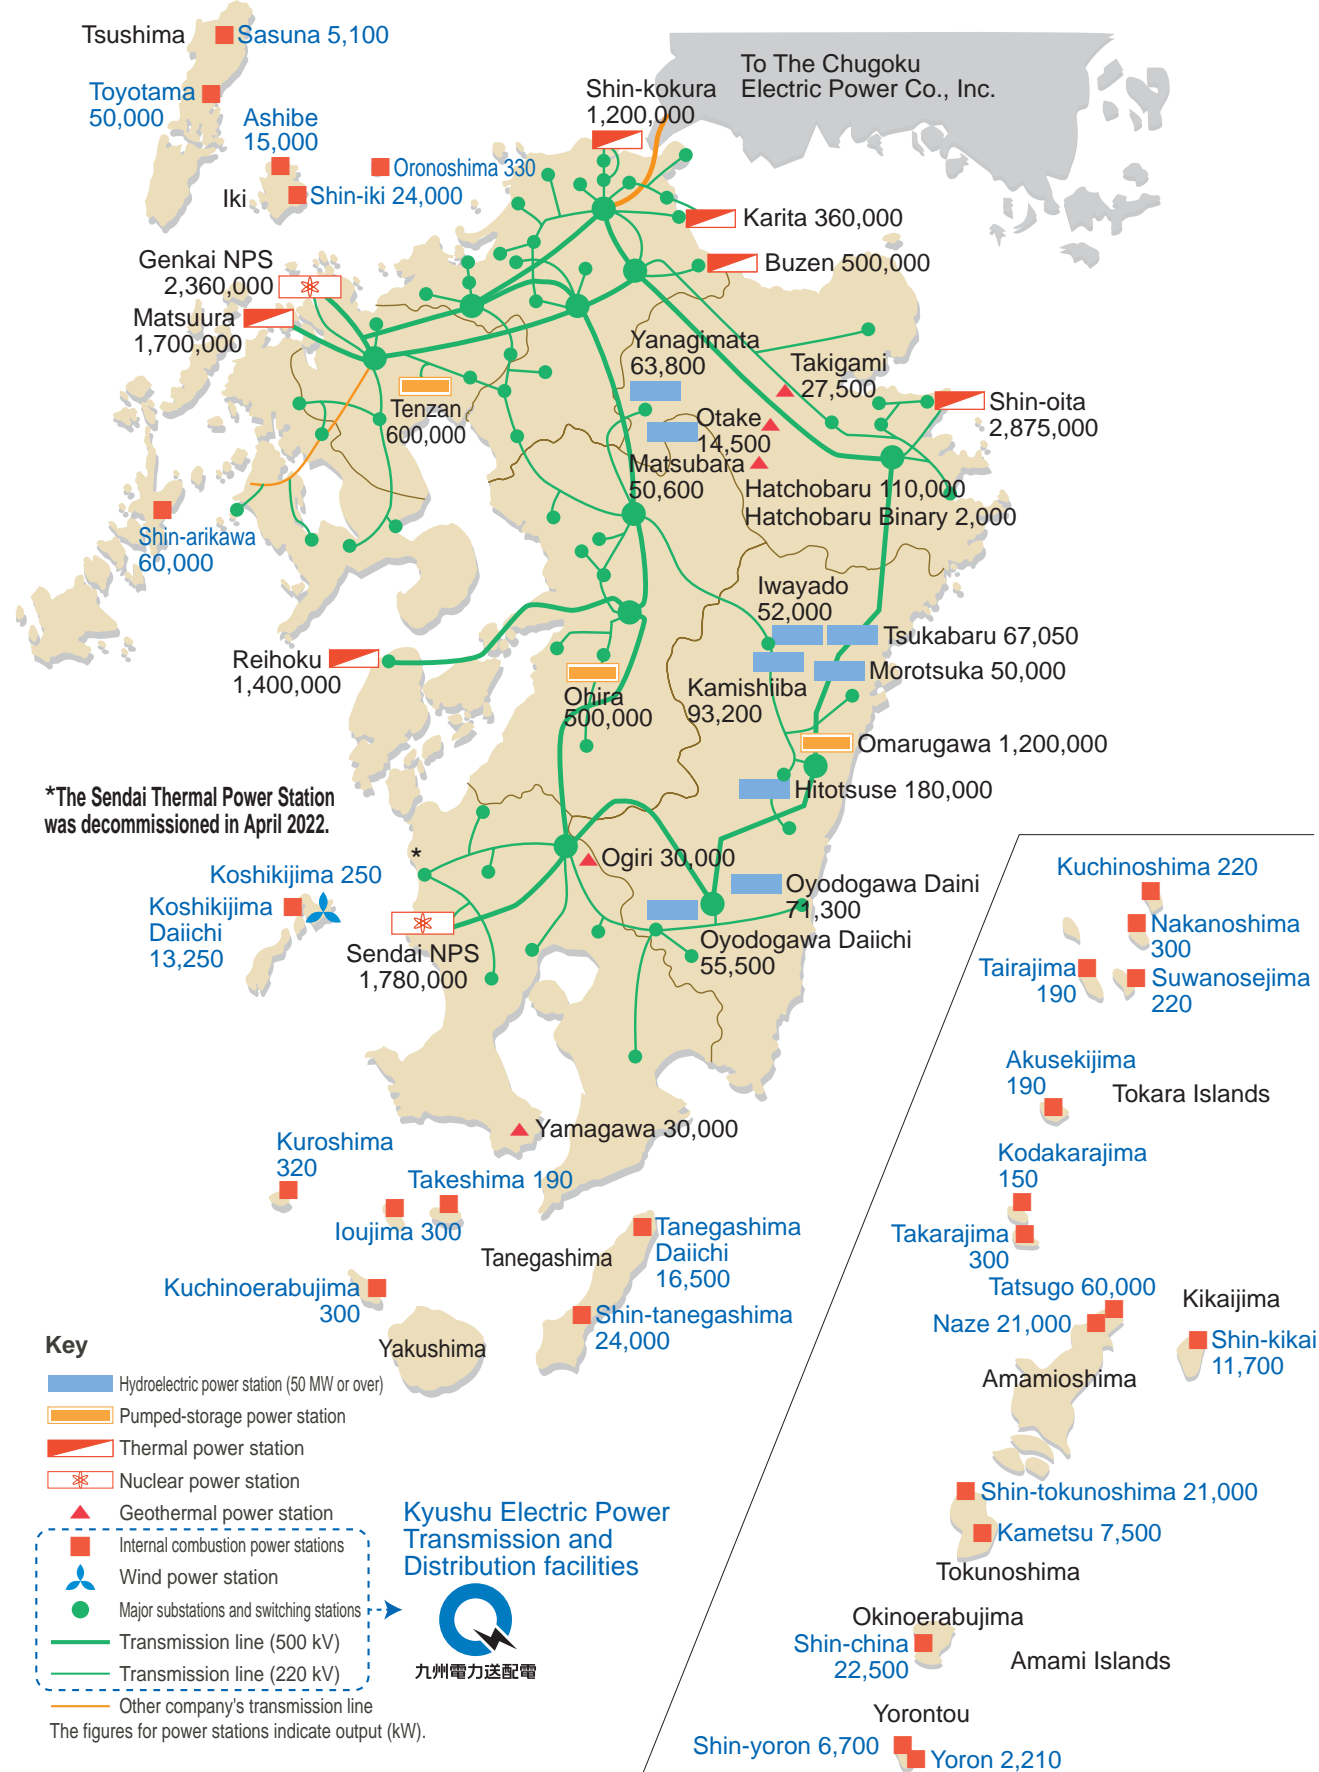 Tsushima
Sasuna 5,100
Toyotama
50,000
Ashibe
15,000
Oronoshima 330
Iki
Shin-iki 24,000
To The Chugoku
Electric Power Co., Inc.
Shin-kokura
1,200,000
Karita 360,000
Buzen 500,000
Genkai NPS
2,360,000
Matsuura
1,700,000
Yanagimata
63,800
Takigami
27,500
Tenzan
600,000
Otake
14,500
Shin-oita
2,875,000
Matsubara
50,600
Hatchobaru 110,000
Hatchobaru Binary 2,000
Shin-arikawa
60,000
Iwayado
52,000
Tsukabaru 67,050
Reihoku
1,400,000
Morotsuka 50,000
Kamishiiba
93,200
Ohira
500,000
Omarugawa 1,200,000
Hitotsuse 180,000
*The Sendai Thermal Power Station
was decommissioned in April 2022.
*
Ogiri 30,000
Koshikijima 250
Koshikijima
Daiichi
13,250
Oyodogawa Daini
71,300
Sendai NPS
1,780,000
Oyodogawa Daiichi
55,500
Kuchinoshima 220
Nakanoshima
300
Tairajima
190
Suwanosejima
220
Akusekijima
190
Tokara Islands
Yamagawa 30,000
Kuroshima
320
Takeshima 190
Ioujima 300
Kodakarajima
150
Takarajima
300
Tanegashima
Tanegashima
Daiichi
16,500
Kuchinoerabujima
300
Shin-tanegashima
24,000
Yakushima
Tatsugo 60,000
Naze 21,000
Kikaijima
Shin-kikai
11,700
Amamioshima
Shin-tokunoshima 21,000
Kametsu 7,500
Tokunoshima
Okinoerabujima
Shin-china
22,500
Amami Islands
Yorontou
Shin-yoron 6,700
Yoron 2,210
Key
Hydroelectric power station (50 MW or over)
Pumped-storage power station
Thermal power station
Nuclear power station
Geothermal power station
Internal combustion power stations
Wind power station
Major substations and switching stations
Transmission line (500 kV)
Transmission line (220 kV)
Other company's transmission line
The figures for power stations indicate output (kW).
Kyushu Electric Power
Transmission and
Distribution facilities
九州電力送配電